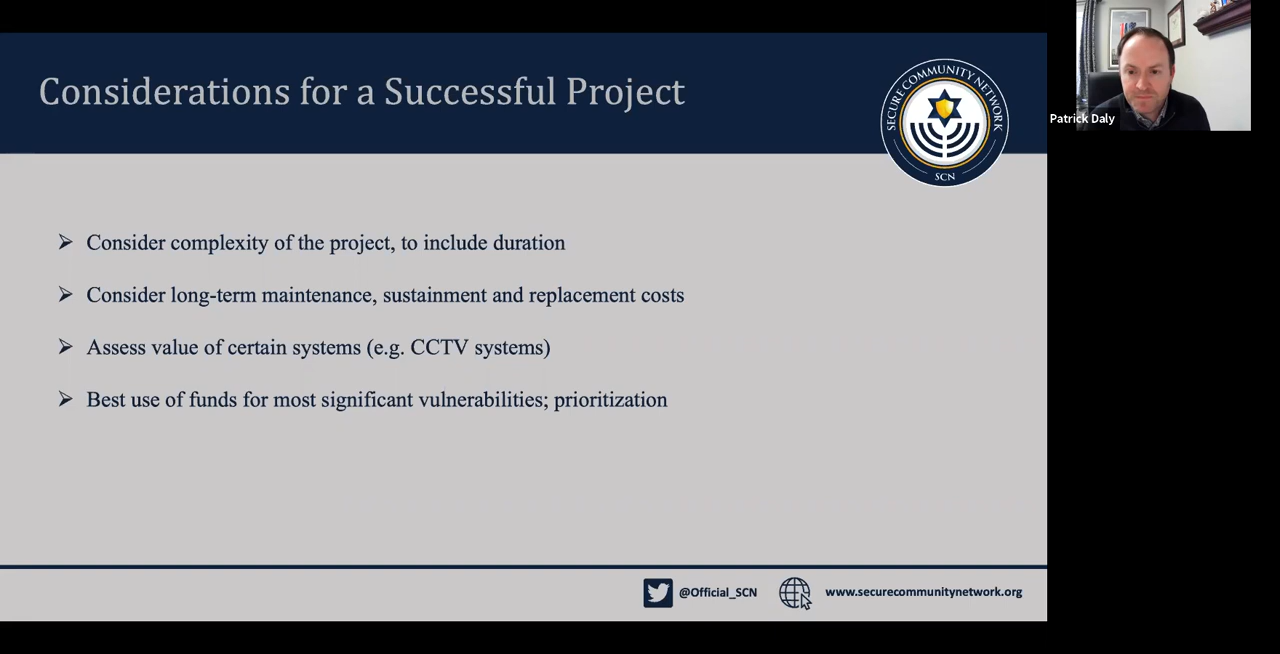 Considerations for a Successful Project
SECURE COMMUNITY NETWORK
SCN
Patrick Daly
Consider complexity of the project, to include duration
Consider long-term maintenance, sustainment and replacement costs
Assess value of certain systems (e.g. CCTV systems)
Best use of funds for most significant vulnerabilities; prioritization
@Official_SCN
www.securecommunitynetwork.org